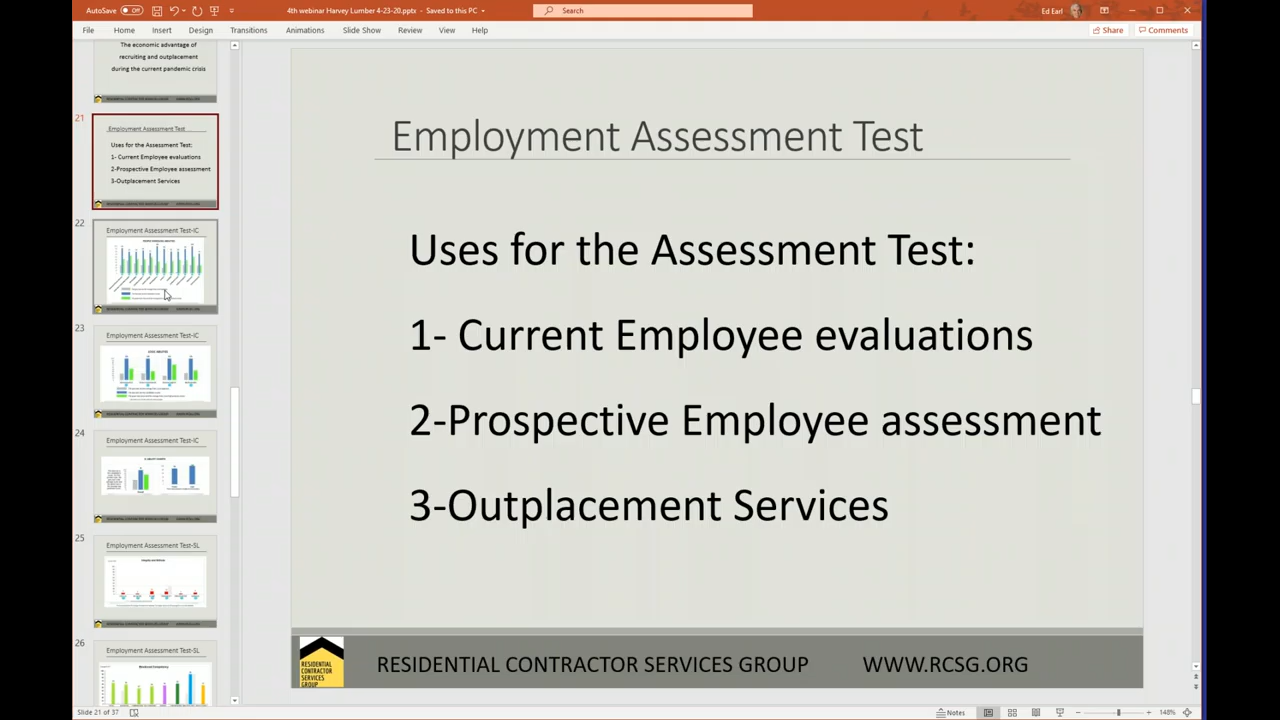 AutoSave Off
4th webinar Harvey Lumber 4-23-20.pptx - Saved to this PC
Search
Ed Earl
File Home Insert Design Transitions Animations Slide Show Review View Help
Share Comments
The economic advantage of
recruiting and outplacement
during the current pandemic crisis
21
Employment Assessment Test
Uses for the Assessment Test:
1- Current Employee evaluations
2-Prospective Employee assessment
3-Outplacement Services
22
Employment Assessment Test-IC
23
Employment Assessment Test-IC
24
Employment Assessment Test-IC
25
Employment Assessment Test-SL
26
Employment Assessment Test-SL
Employment Assessment Test
Uses for the Assessment Test:
1- Current Employee evaluations
2-Prospective Employee assessment
3-Outplacement Services
RESIDENTIAL
CONTRACTOR
SERVICES
GROUP
RESIDENTIAL CONTRACTOR SERVICES GROUP WWW.RCSG.ORG
Slide 21 of 37
Notes
148%